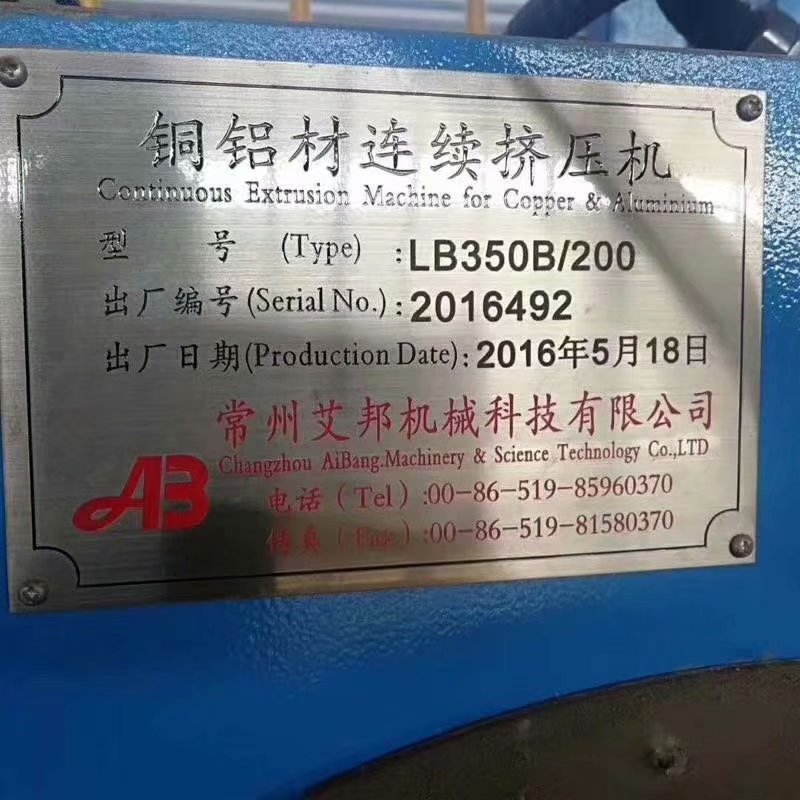 铜铝材连续挤压机
Continuous Extrusion Machine for Copper & Aluminium
型 号 (Type) :LB350B/200
出厂编号(Serial No.):2016492
出厂日期(Production Date):2016年5月18日
常州艾邦机械科技有限公司
AB Changzhou AiBang.Machinery & Science Technology Co.,LTD
电话(Tel):00-86-519-85960370
传真(Fax):00-86-519-81580370